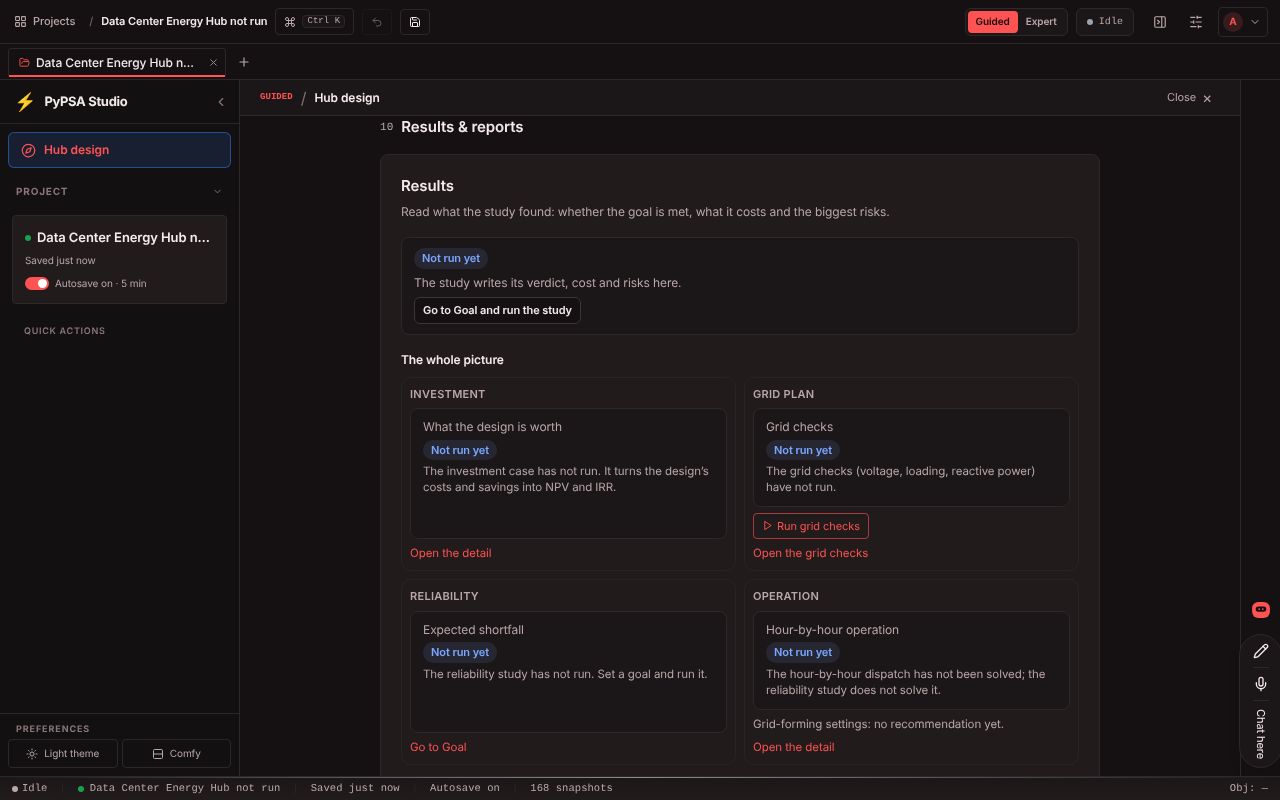 Projects / Data Center Energy Hub not run ⌘ Ctrl K
Guided Expert Idle A
Data Center Energy Hub n...
PyPSA Studio
GUIDED / Hub design
Close
Hub design
PROJECT
Data Center Energy Hub n...
Saved just now
Autosave on · 5 min
QUICK ACTIONS
10 Results & reports
Results
Read what the study found: whether the goal is met, what it costs and the biggest risks.
Not run yet
The study writes its verdict, cost and risks here.
Go to Goal and run the study
The whole picture
INVESTMENT
What the design is worth
Not run yet
The investment case has not run. It turns the design's
costs and savings into NPV and IRR.
Open the detail
GRID PLAN
Grid checks
Not run yet
The grid checks (voltage, loading, reactive power)
have not run.
Run grid checks
Open the grid checks
RELIABILITY
Expected shortfall
Not run yet
The reliability study has not run. Set a goal and run it.
Go to Goal
OPERATION
Hour-by-hour operation
Not run yet
The hour-by-hour dispatch has not been solved; the
reliability study does not solve it.
Grid-forming settings: no recommendation yet.
Open the detail
Chat here
PREFERENCES
Light theme
Comfy
Idle Data Center Energy Hub not run Saved just now Autosave on 168 snapshots Obj: —